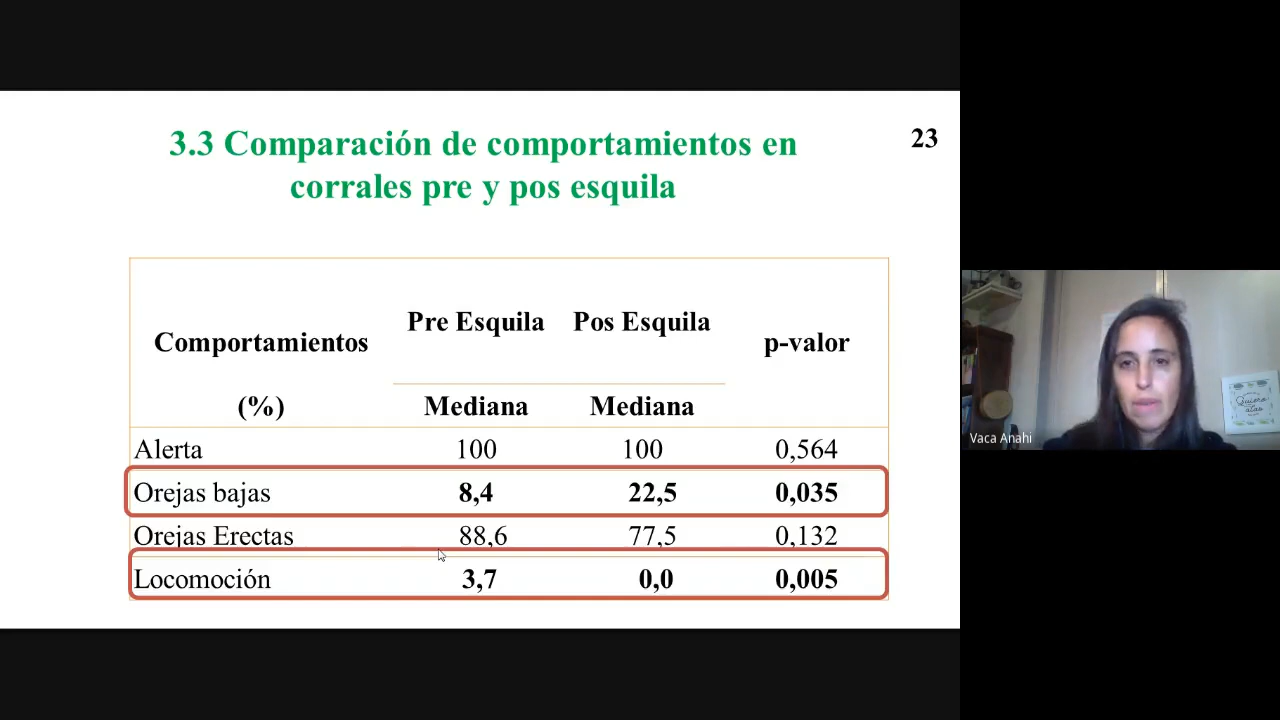 3.3 Comparación de comportamientos en
corrales pre y pos esquila
23
Comportamientos
(%)
Pre Esquila
Pos Esquila
p-valor
Mediana
Mediana
Alerta 100 100 0,564
Orejas bajas 8,4 22,5 0,035
Orejas Erectas 88,6 77,5 0,132
Locomoción 3,7 0,0 0,005
Vaca Anahi
Quiero